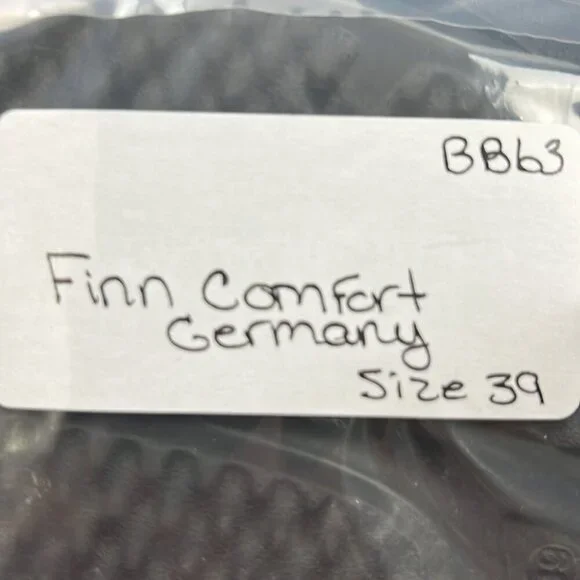 BB63
Finn Comfort
Germany
Size 39